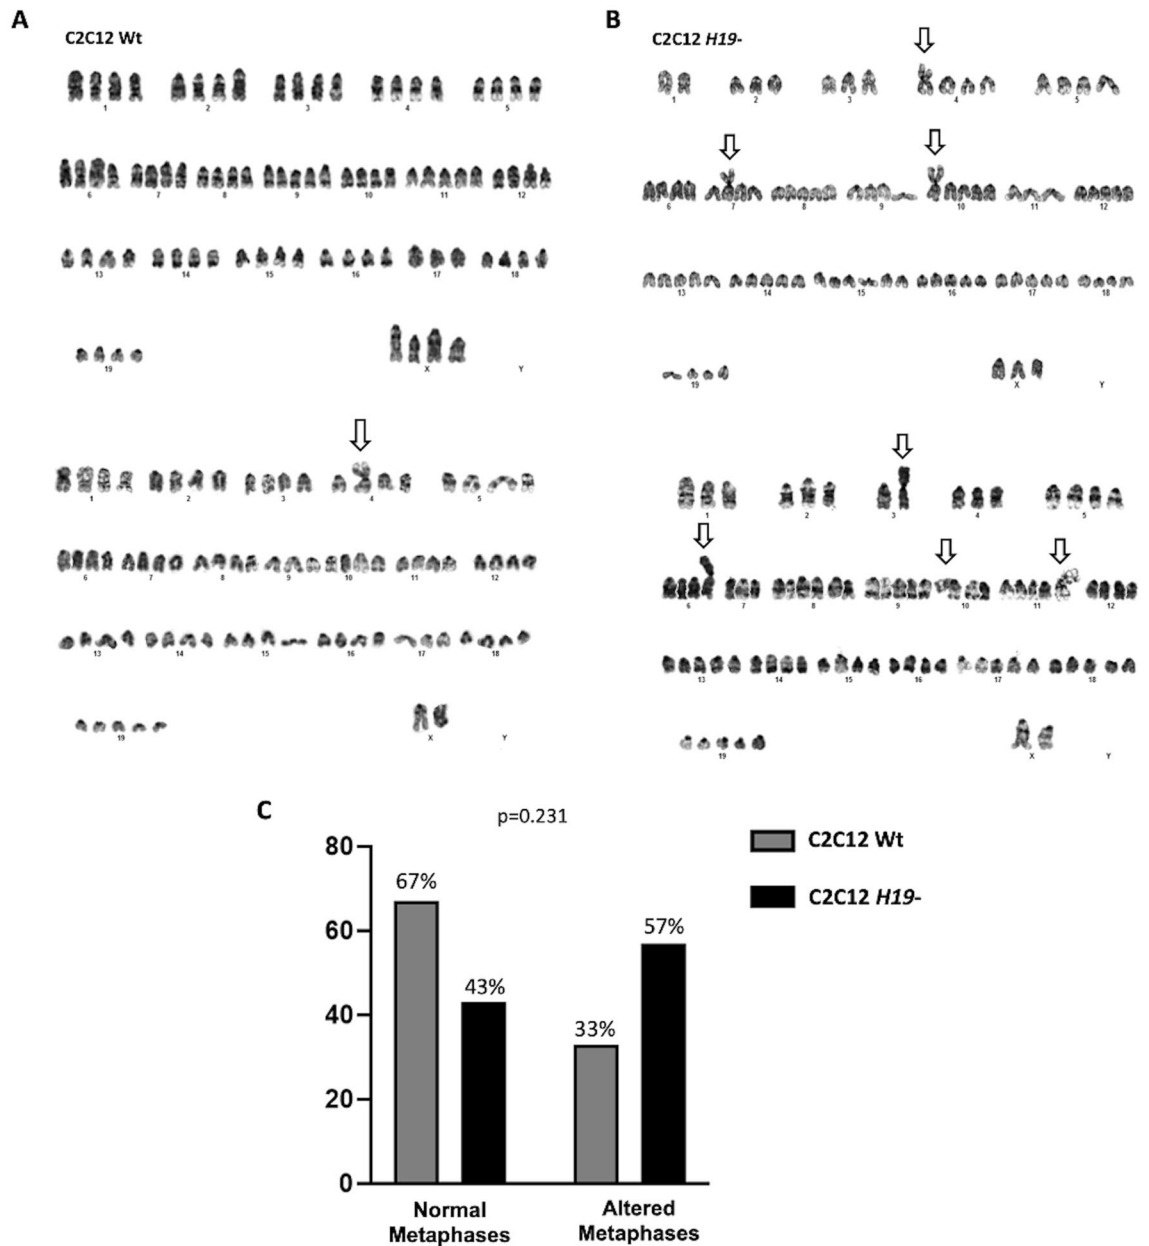 A
C2C12 Wt
1 2 3 4 5
6 7 8 9 10 11 12
13 14 15 16 17 18
19 X Y
1 2 3 4 5
6 7 8 9 10 11 12
13 14 15 16 17 18
19 X Y
B
C2C12 H19-
1 2 3 4 5
6 7 8 9 10 11 12
13 14 15 16 17 18
19 X Y
1 2 3 4 5
6 7 8 9 10 11 12
13 14 15 16 17 18
19 X Y
C
p=0.231
80
60
40
20
0
67%
43%
33%
57%
Normal
Metaphases
Altered
Metaphases
C2C12 Wt
C2C12 H19-